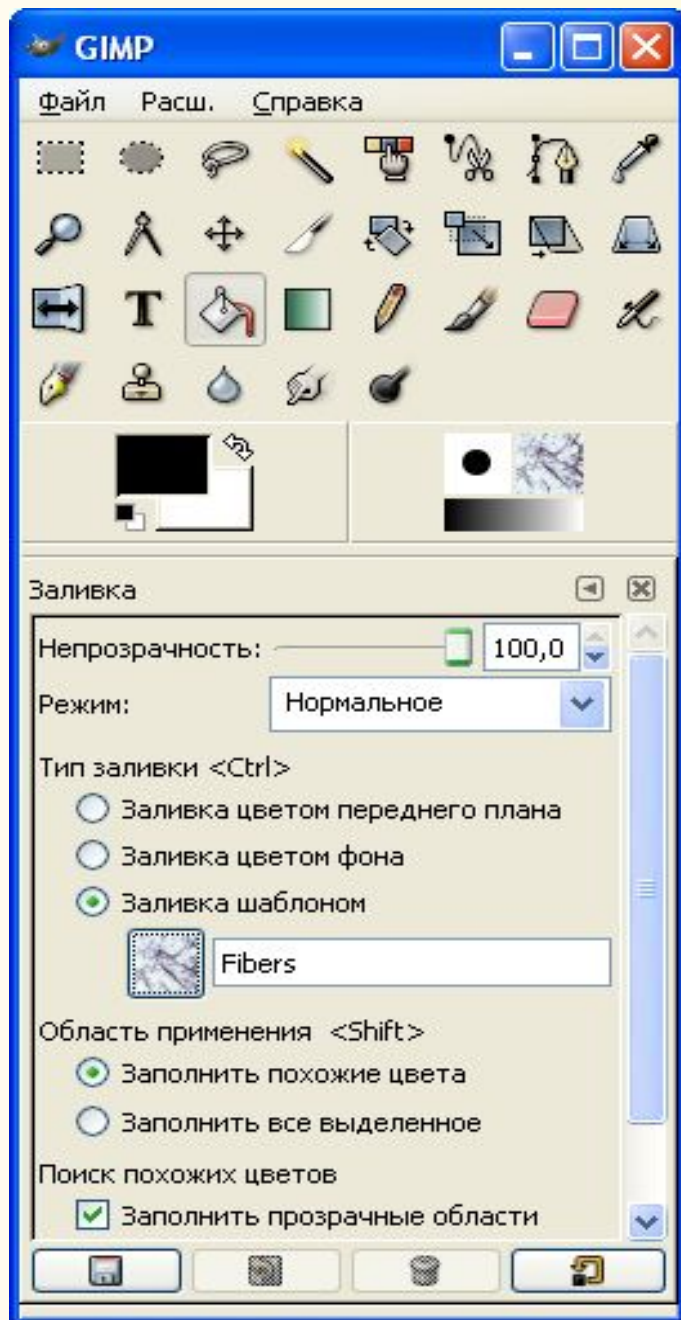 GIMP
Файл Расш. Справка
Заливка
Непрозрачность: 100,0
Режим: Нормальное
Тип заливки <Ctrl>
Заливка цветом переднего плана
Заливка цветом фона
Заливка шаблоном
Fibers
Область применения <Shift>
Заполнить похожие цвета
Заполнить все выделенное
Поиск похожих цветов
Заполнить прозрачные области